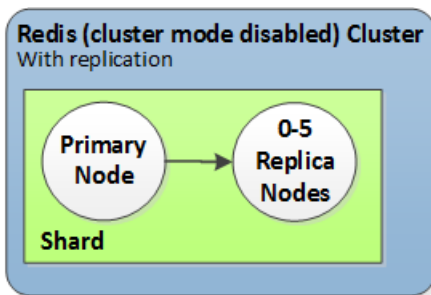 Redis (cluster mode disabled) Cluster
With replication
Primary
Node
0-5
Replica
Nodes
Shard